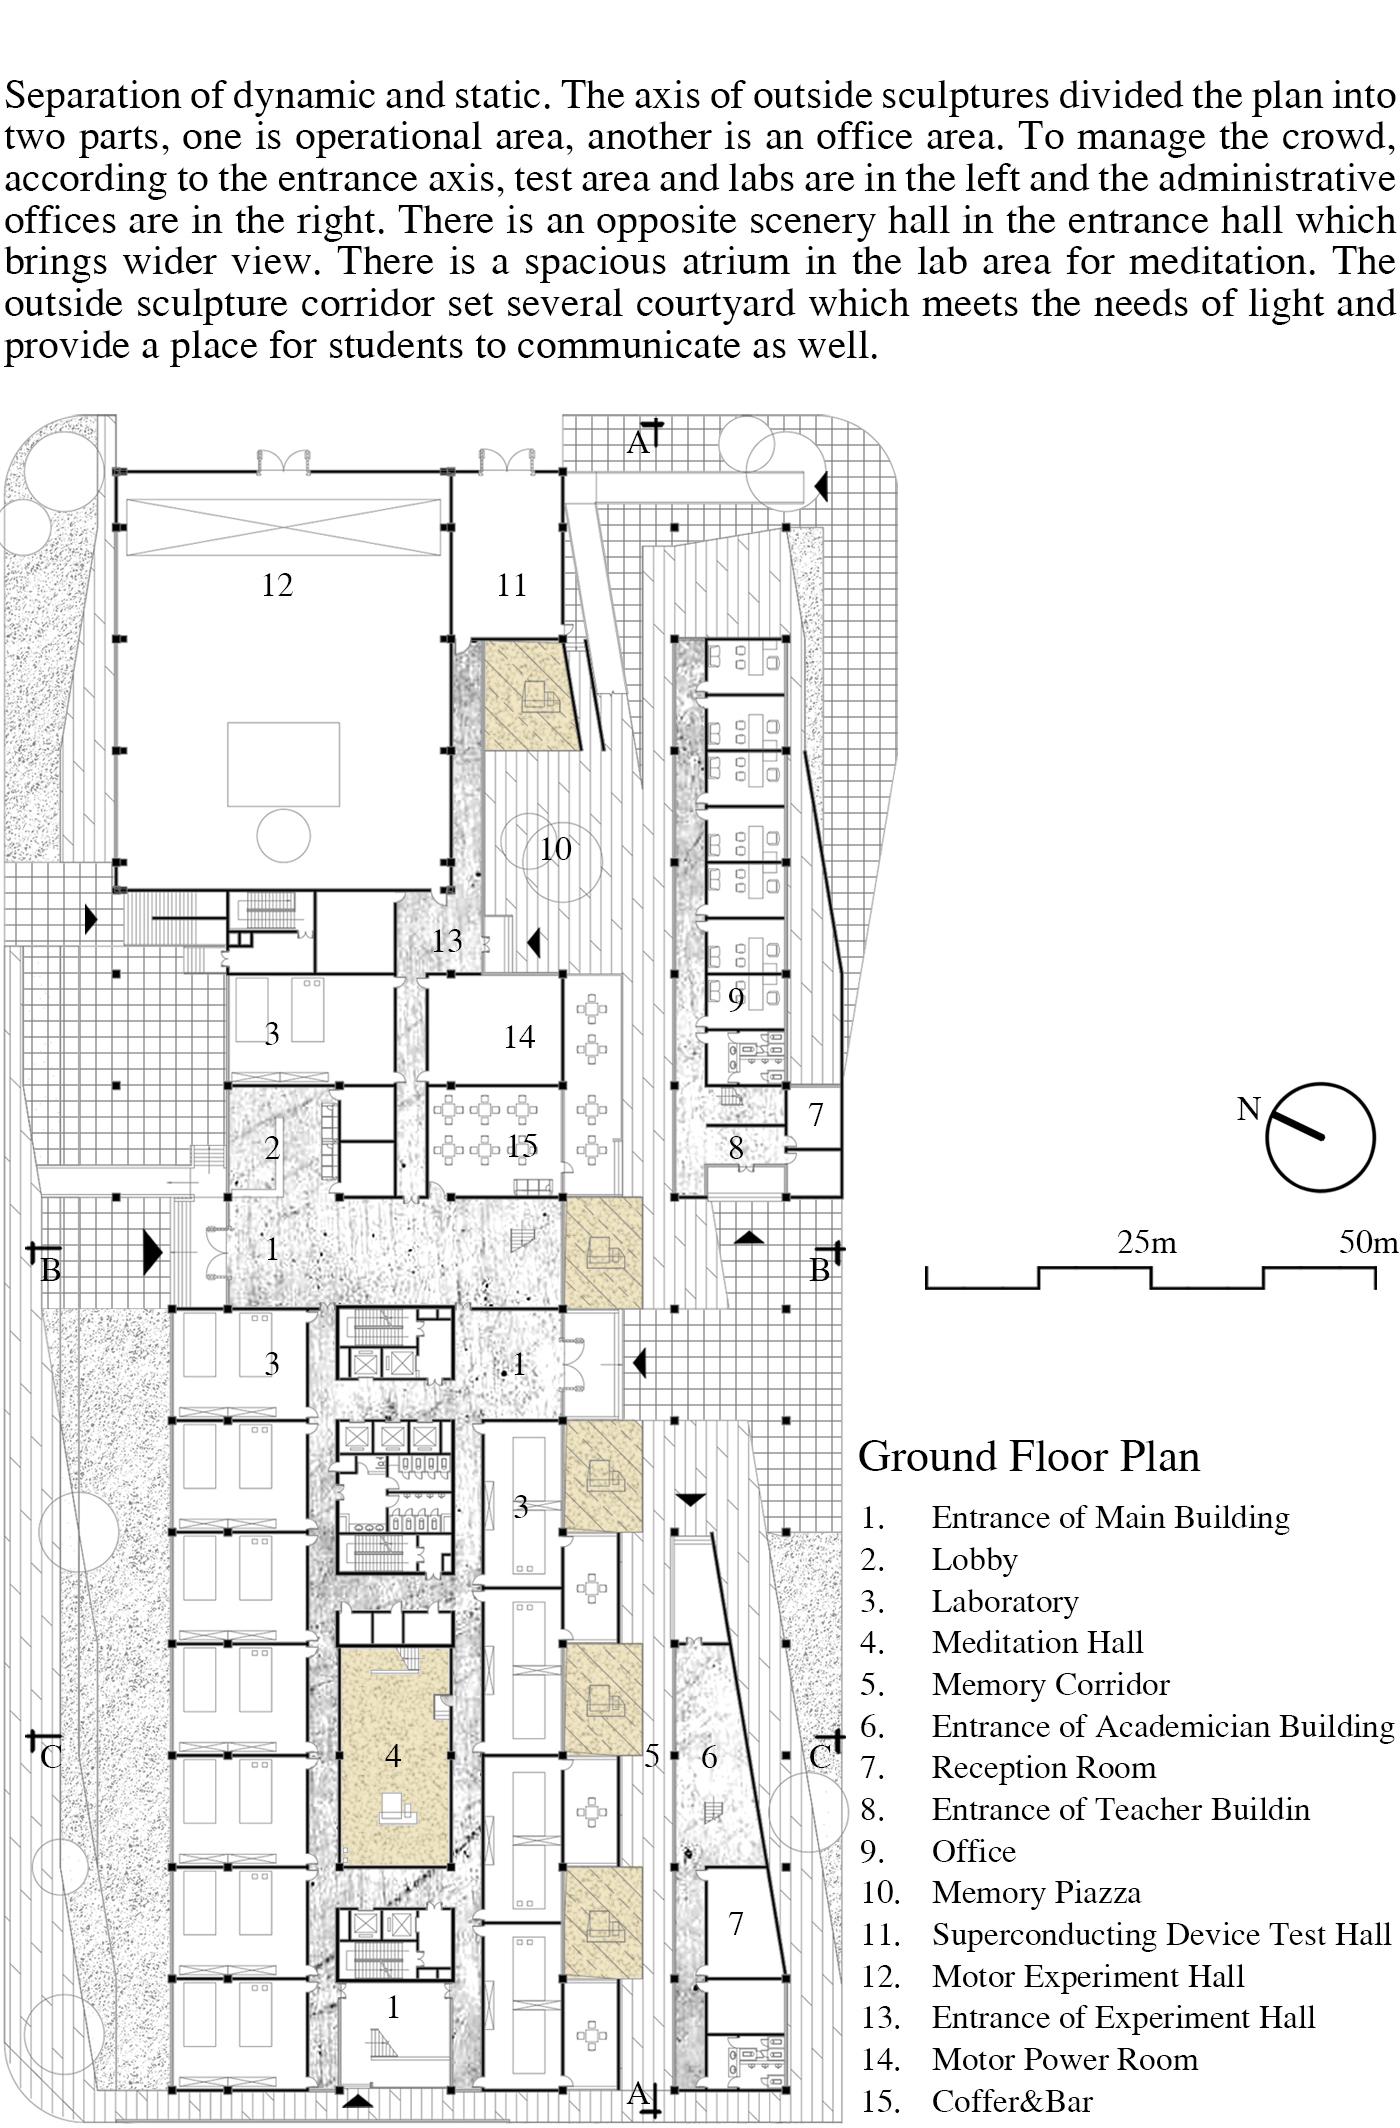 Separation of dynamic and static. The axis of outside sculptures divided the plan into
two parts, one is operational area, another is an office area. To manage the crowd,
according to the entrance axis, test area and labs are in the left and the administrative
offices are in the right. There is an opposite scenery hall in the entrance hall which
brings wider view. There is a spacious atrium in the lab area for meditation. The
outside sculpture corridor set several courtyard which meets the needs of light and
provide a place for students to communicate as well.
A
12
11
10
13
9
3
14
7
2
15
8
N
1
B
B
25m
50m
3
1
3
Ground Floor Plan
1. Entrance of Main Building
2. Lobby
3. Laboratory
4. Meditation Hall
5. Memory Corridor
6. Entrance of Academician Building
7. Reception Room
8. Entrance of Teacher Buildin
9. Office
10. Memory Piazza
11. Superconducting Device Test Hall
12. Motor Experiment Hall
13. Entrance of Experiment Hall
14. Motor Power Room
15. Coffer&Bar
C
4
5
6
C
7
1
A